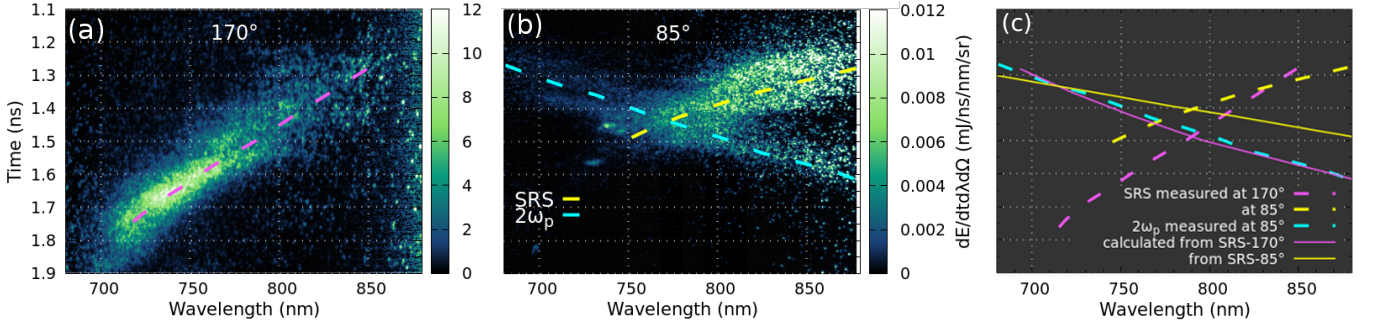 (a)
170°
1.1
1.2
1.3
1.4
1.5
1.6
1.7
1.8
1.9
Time (ns)
700
750
800
850
Wavelength (nm)
12
10
8
6
4
2
0
(b)
85°
SRS
2ωp
700
750
800
850
Wavelength (nm)
0.012
0.01
0.008
0.006
0.004
0.002
0
dE/dtdλdΩ (mJ/ns/nm/sr)
(c)
SRS measured at 170°
at 85°
2ωp measured at 85°
calculated from SRS-170°
from SRS-85°
700
750
800
850
Wavelength (nm)